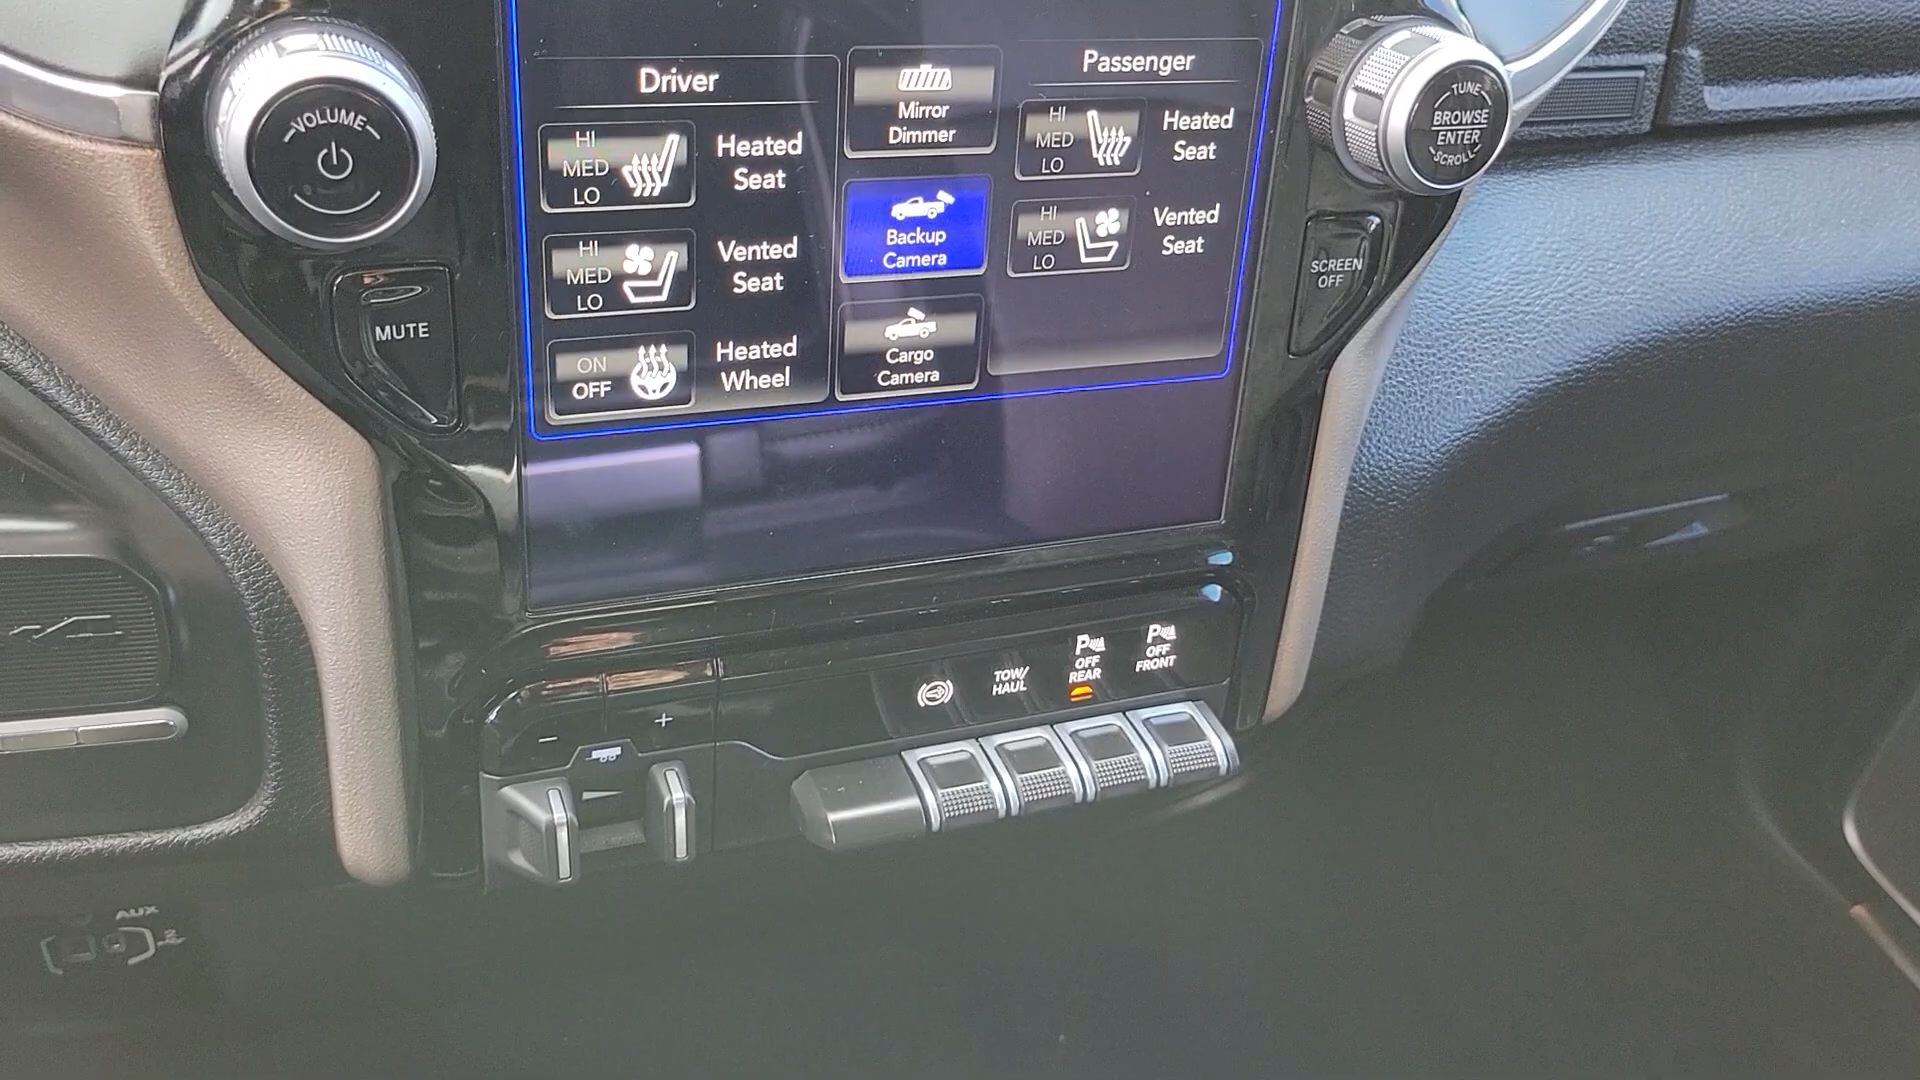 VOLUME
MUTE
Driver
HI
MED
LO
Heated
Seat
HI
MED
LO
Vented
Seat
ON
OFF
Heated
Wheel
Mirror
Dimmer
Backup
Camera
Cargo
Camera
Passenger
HI
MED
LO
Heated
Seat
HI
MED
LO
Vented
Seat
TUNE
BROWSE
ENTER
SCROLL
SCREEN
OFF
- +
TOW/
HAUL
P
OFF
REAR
P
OFF
FRONT
AUX